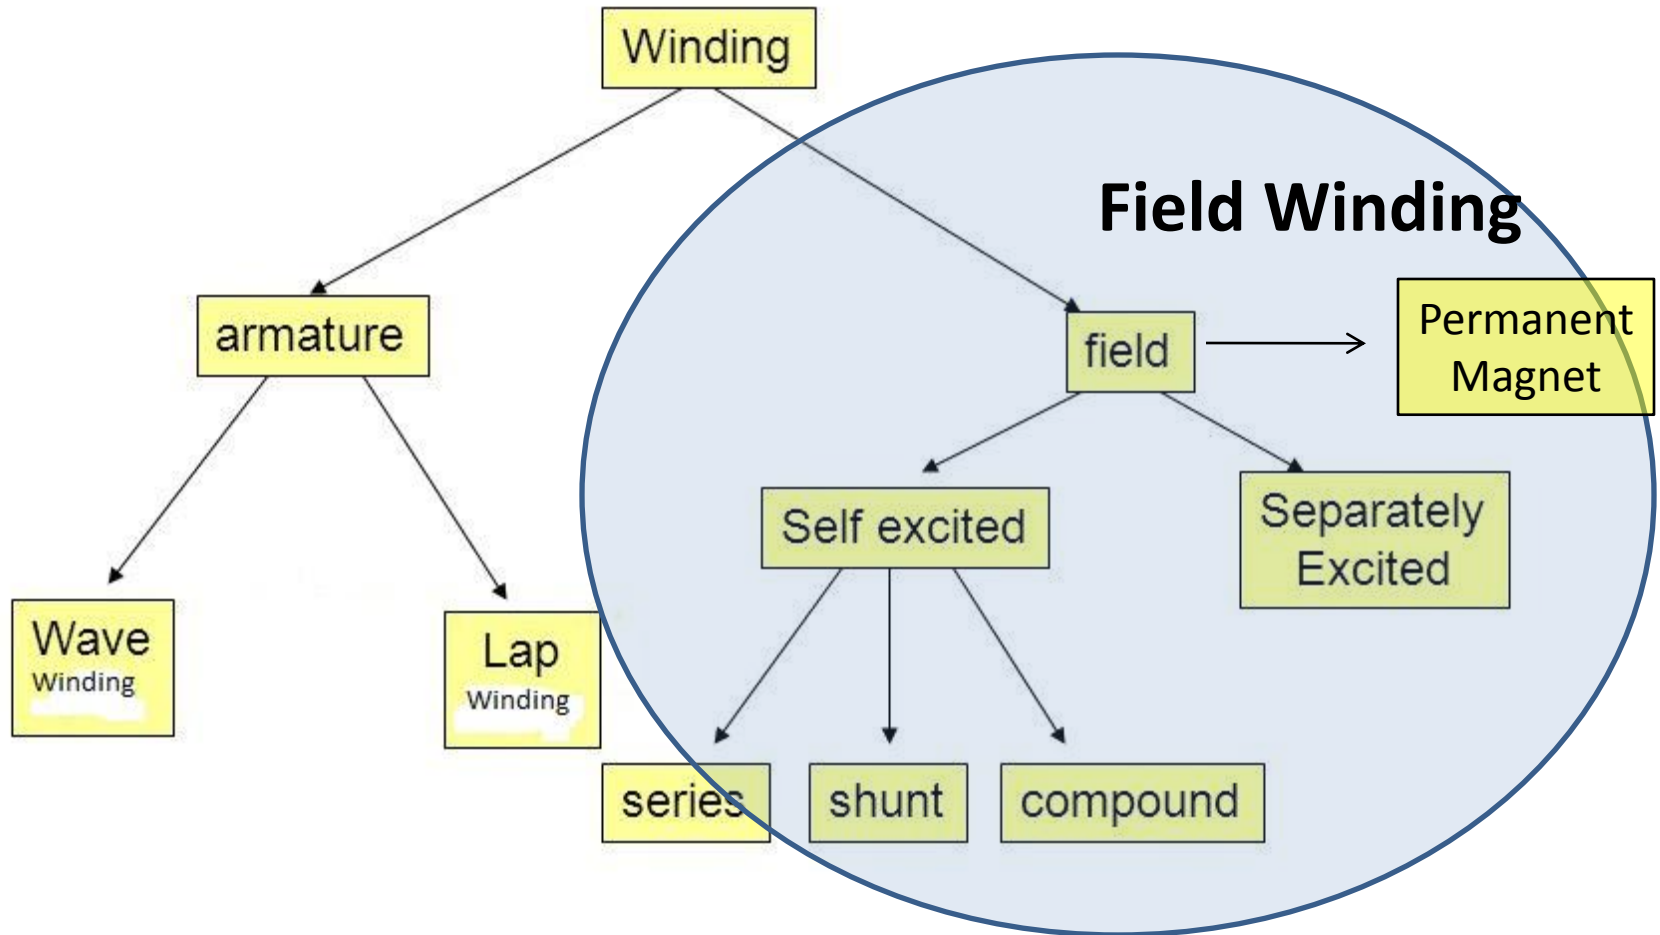 Winding
Field Winding
armature
field
Permanent
Magnet
Self excited
Separately
Excited
Wave
Winding
Lap
Winding
series
shunt
compound